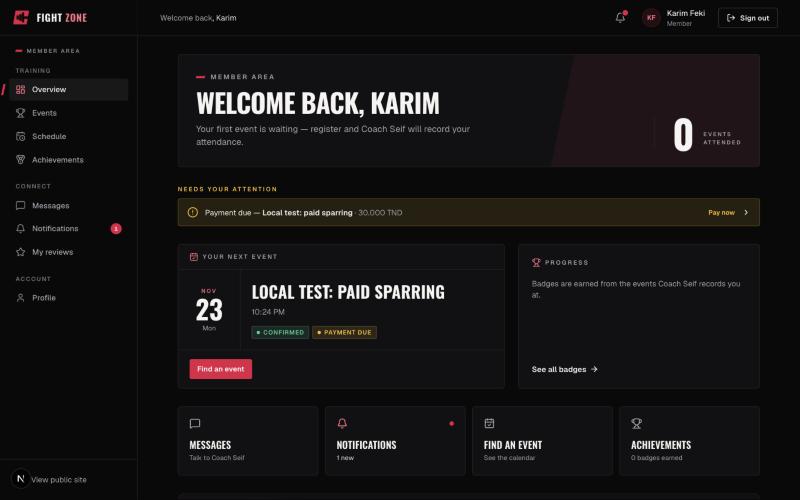 FIGHT ZONE
Welcome back, Karim
KF
Karim Feki
Member
Sign out
MEMBER AREA
TRAINING
Overview
Events
Schedule
Achievements
CONNECT
Messages
Notifications
1
My reviews
ACCOUNT
Profile
N
View public site
MEMBER AREA
WELCOME BACK, KARIM
Your first event is waiting — register and Coach Seif will record your
attendance.
0
EVENTS
ATTENDED
NEEDS YOUR ATTENTION
Payment due — Local test: paid sparring · 30.000 TND
Pay now
YOUR NEXT EVENT
NOV
23
Mon
LOCAL TEST: PAID SPARRING
10:24 PM
CONFIRMED
PAYMENT DUE
Find an event
PROGRESS
Badges are earned from the events Coach Seif records you
at.
See all badges →
MESSAGES
Talk to Coach Seif
NOTIFICATIONS
1 new
FIND AN EVENT
See the calendar
ACHIEVEMENTS
0 badges earned